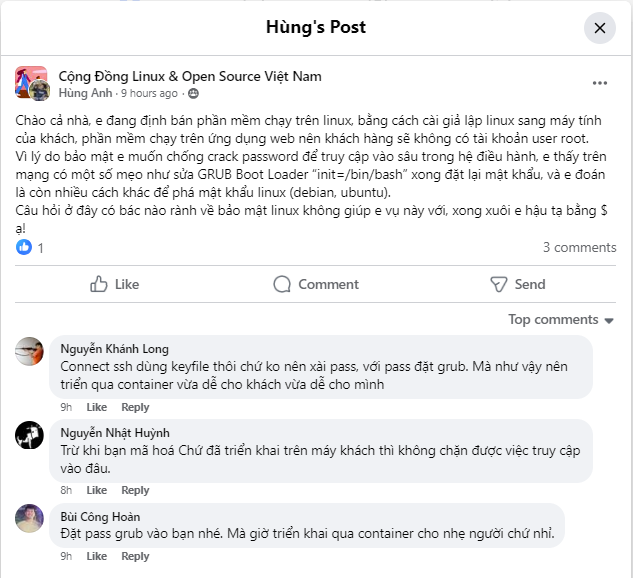 Hùng's Post
Cộng Đồng Linux & Open Source Việt Nam
Hùng Anh · 9 hours ago ·
Chào cả nhà, e đang định bán phần mềm chạy trên linux, bằng cách cài giả lập linux sang máy tính
của khách, phần mềm chạy trên ứng dụng web nên khách hàng sẽ không có tài khoản user root.
Vì lý do bảo mật e muốn chống crack password để truy cập vào sâu trong hệ điều hành, e thấy trên
mạng có một số mẹo như sửa GRUB Boot Loader “init=/bin/bash” xong đặt lại mật khẩu, và e đoán
là còn nhiều cách khác để phá mật khẩu linux (debian, ubuntu).
Câu hỏi ở đây có bác nào rành về bảo mật linux không giúp e vụ này với, xong xuôi e hậu tạ bằng $
ạ!
1
3 comments
Like
Comment
Send
Top comments
Nguyễn Khánh Long
Connect ssh dùng keyfile thôi chứ ko nên xài pass, với pass đặt grub. Mà như vậy nên
triển qua container vừa dễ cho khách vừa dễ cho mình
9h Like Reply
Nguyễn Nhật Huỳnh
Trừ khi bạn mã hoá Chứ đã triển khai trên máy khách thì không chặn được việc truy cập
vào đâu.
8h Like Reply
Bùi Công Hoàn
Đặt pass grub vào bạn nhé. Mà giờ triển khai qua container cho nhẹ người chứ nhỉ.
9h Like Reply